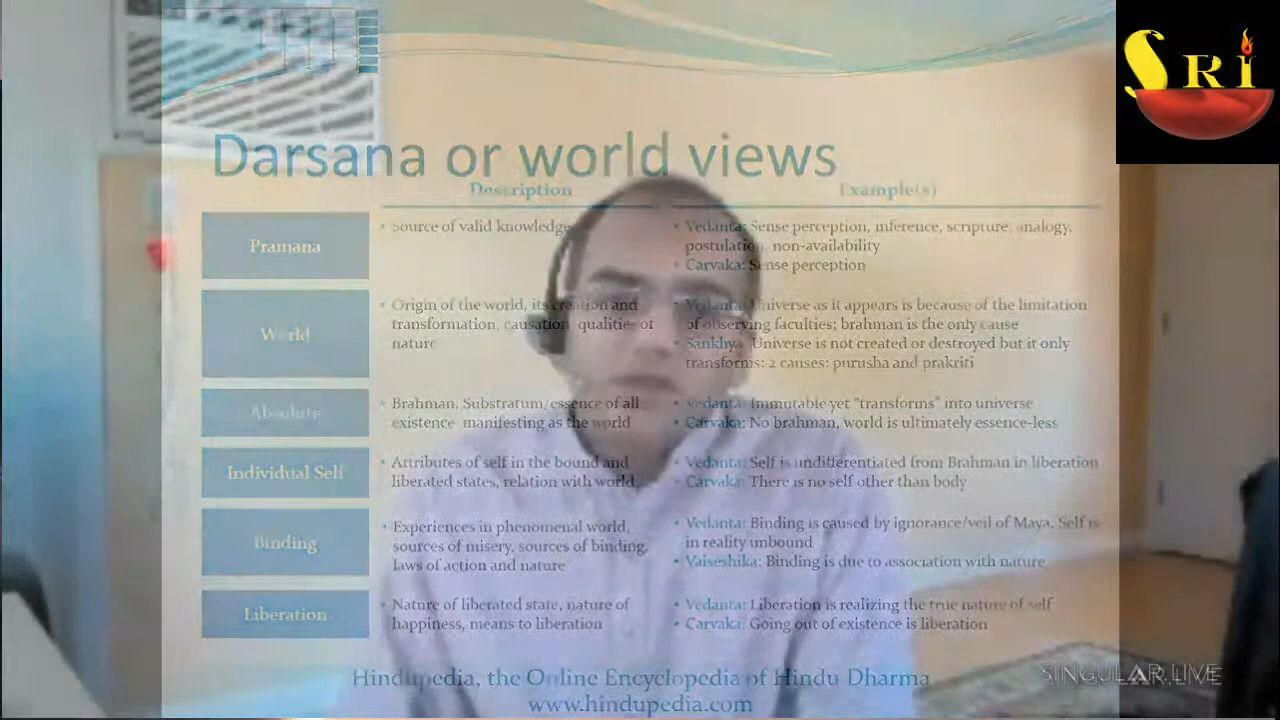 SRi
Darsana or world views
Description
Example(s)
Pramana
• Source of valid knowledge
• Vedanta: Sense perception, inference, scripture, analogy,
postulation, non-availability
• Carvaka: Sense perception
World
• Origin of the world, its creation and
transformation, causation, qualities of
nature
• Vedanta: Universe as it appears is because of the limitation
of observing faculties; brahman is the only cause
• Sankhya: Universe is not created or destroyed but it only
transforms: 2 causes: purusha and prakriti
Absolute
• Brahman, Substratum/essence of all
existence manifesting as the world
• Vedanta: Immutable yet "transforms" into universe
• Carvaka: No brahman, world is ultimately essence-less
Individual Self
• Attributes of self in the bound and
liberated states, relation with world
• Vedanta: Self is undifferentiated from Brahman in liberation
• Carvaka: There is no self other than body
Binding
• Experiences in phenomenal world,
sources of misery, sources of binding,
laws of action and nature
• Vedanta: Binding is caused by ignorance/veil of Maya. Self is
in reality unbound
• Vaiseshika: Binding is due to association with nature
Liberation
• Nature of liberated state, nature of
happiness, means to liberation
• Vedanta: Liberation is realizing the true nature of self
• Carvaka: Going out of existence is liberation
Hindupedia, the Online Encyclopedia of Hindu Dharma
www.hindupedia.com
SINGULAR.LIVE